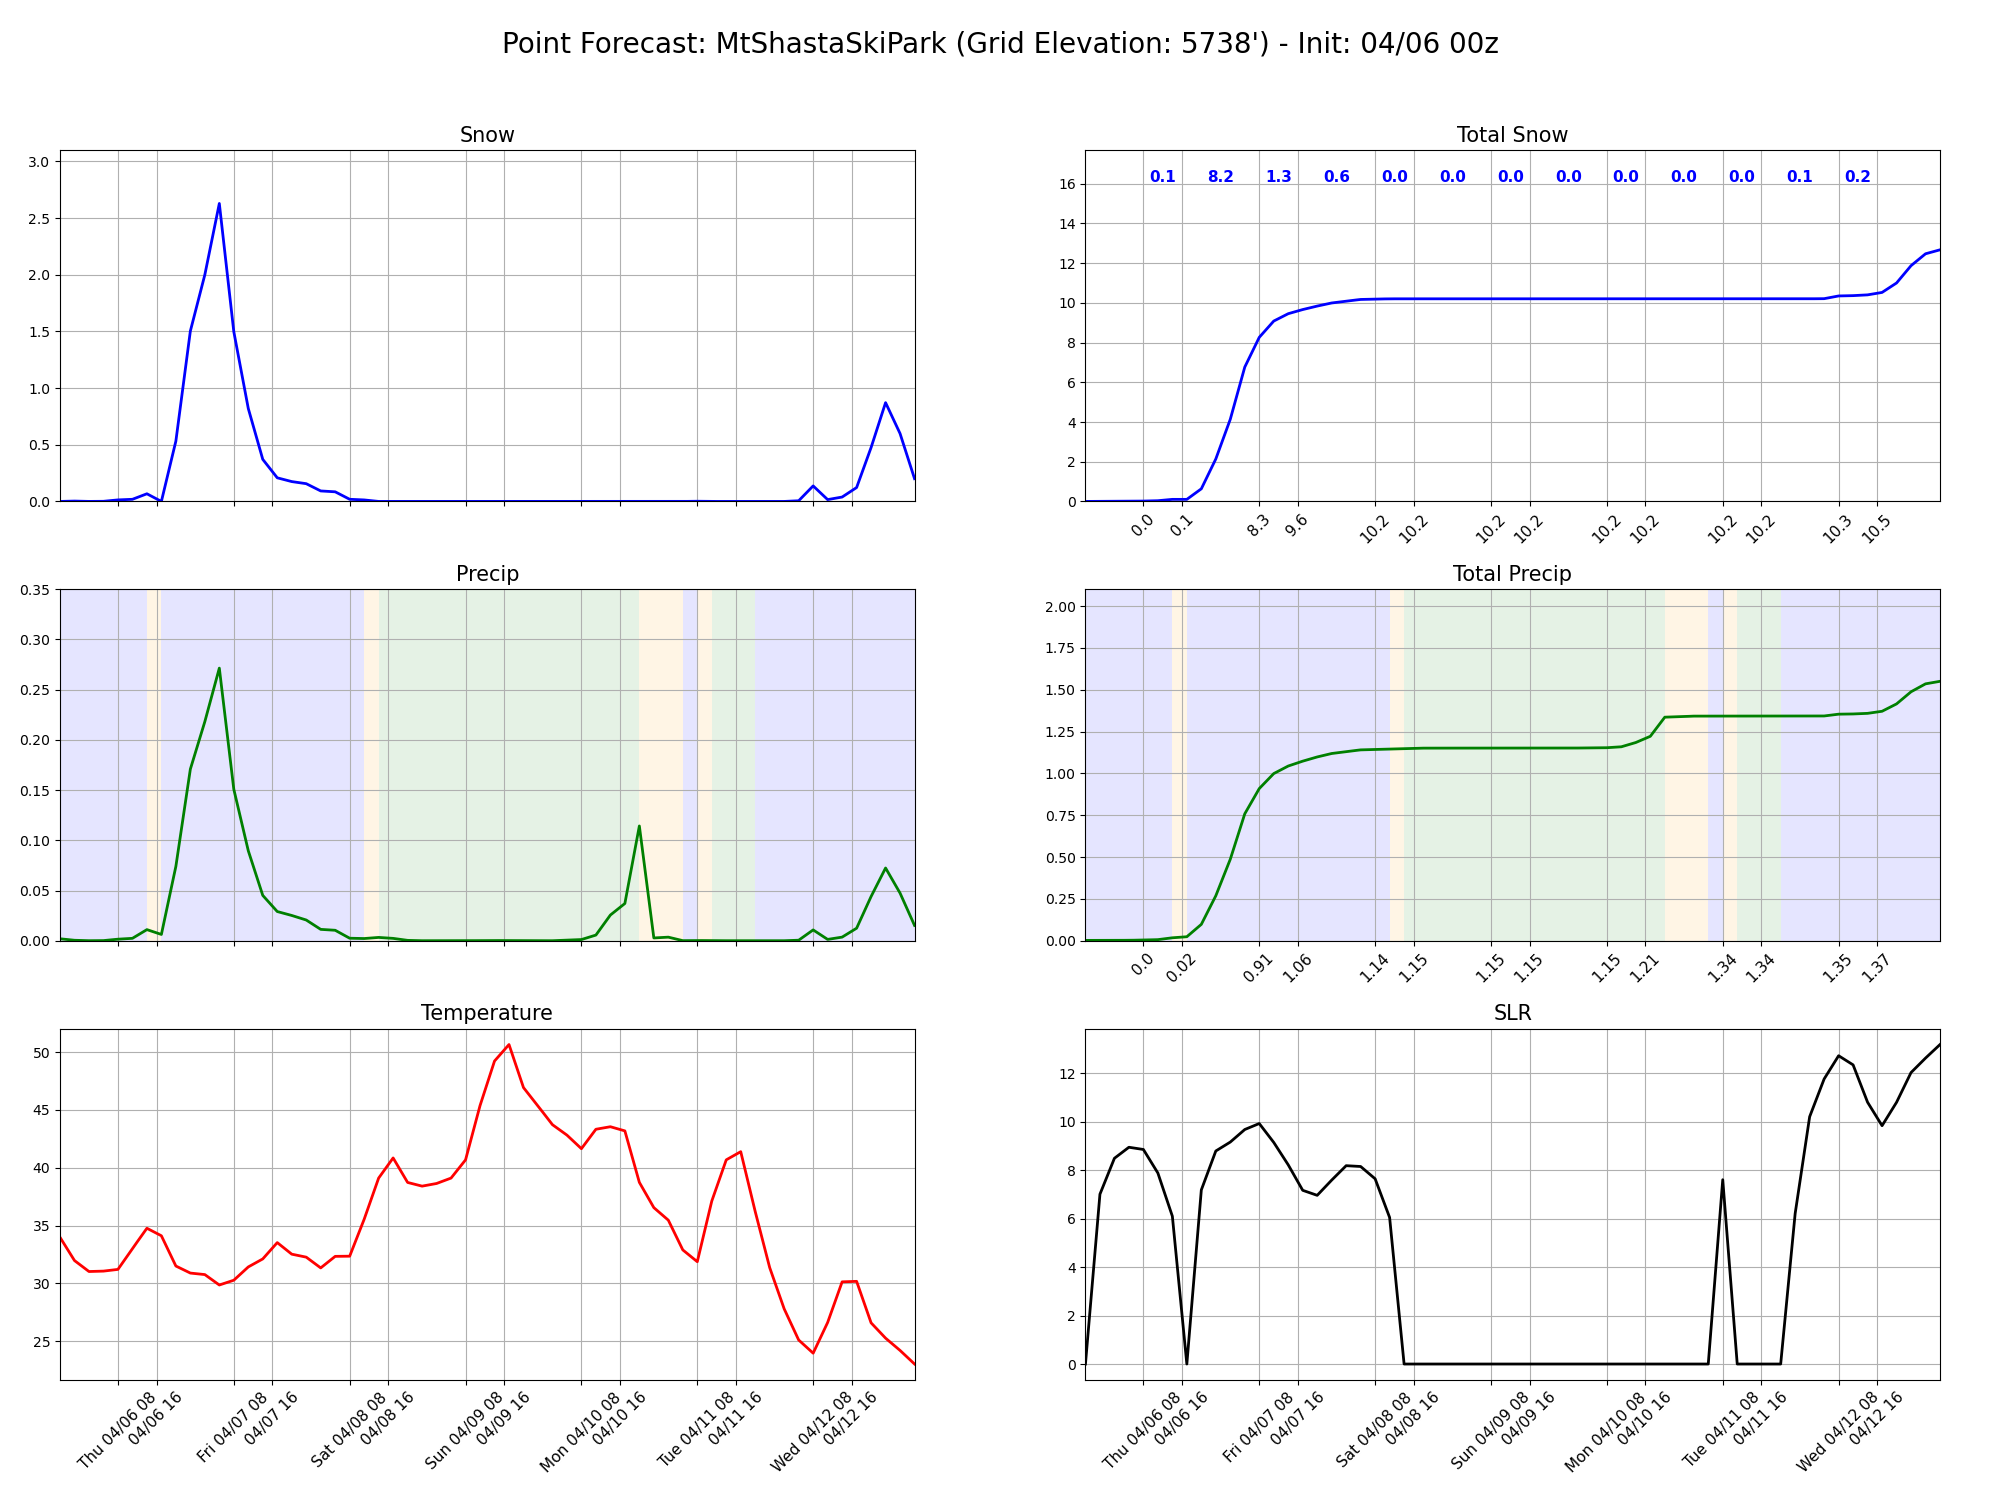 Point Forecast: MtShastaSkiPark (Grid Elevation: 5738') - Init: 04/06 00z
Snow
3.0
2.5
2.0
1.5
1.0
0.5
0.0
Total Snow
0.1 8.2 1.3 0.6 0.0 0.0 0.0 0.0 0.0 0.0 0.0 0.1 0.2
16
14
12
10
8
6
4
2
0
0.0 0.1 8.3 9.6 10.2 10.2 10.2 10.2 10.2 10.2 10.2 10.2 10.3 10.5
Precip
0.35
0.30
0.25
0.20
0.15
0.10
0.05
0.00
Total Precip
2.00
1.75
1.50
1.25
1.00
0.75
0.50
0.25
0.00
0.0 0.02 0.91 1.06 1.14 1.15 1.15 1.15 1.15 1.21 1.34 1.34 1.35 1.37
Temperature
50
45
40
35
30
25
Thu 04/06 08
04/06 16
Fri 04/07 08
04/07 16
Sat 04/08 08
04/08 16
Sun 04/09 08
04/09 16
Mon 04/10 08
04/10 16
Tue 04/11 08
04/11 16
Wed 04/12 08
04/12 16
SLR
12
10
8
6
4
2
0
Thu 04/06 08
04/06 16
Fri 04/07 08
04/07 16
Sat 04/08 08
04/08 16
Sun 04/09 08
04/09 16
Mon 04/10 08
04/10 16
Tue 04/11 08
04/11 16
Wed 04/12 08
04/12 16